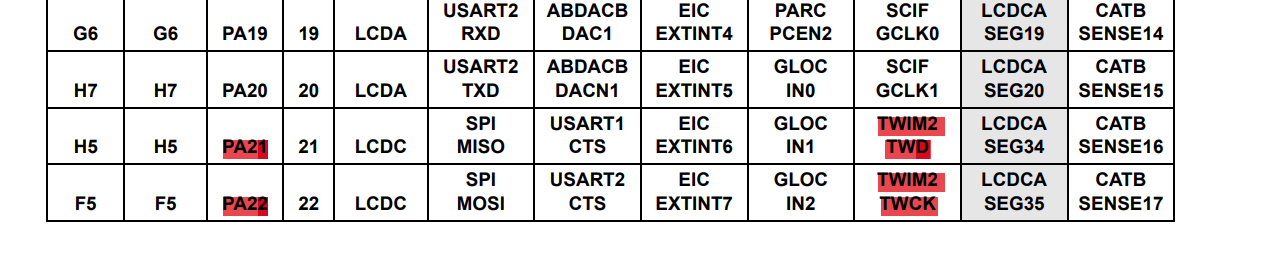 USART2 ABDACB EIC PARC SCIF LCDCA CATB
G6 G6 PA19 19 LCDA RXD DAC1 EXTINT4 PCEN2 GCLK0 SEG19 SENSE14
USART2 ABDACB EIC GLOC SCIF LCDCA CATB
H7 H7 PA20 20 LCDA TXD DACN1 EXTINT5 IN0 GCLK1 SEG20 SENSE15
SPI USART1 EIC GLOC TWIM2 LCDCA CATB
H5 H5 PA21 21 LCDC MISO CTS EXTINT6 IN1 TWD SEG34 SENSE16
SPI USART2 EIC GLOC TWIM2 LCDCA CATB
F5 F5 PA22 22 LCDC MOSI CTS EXTINT7 IN2 TWCK SEG35 SENSE17